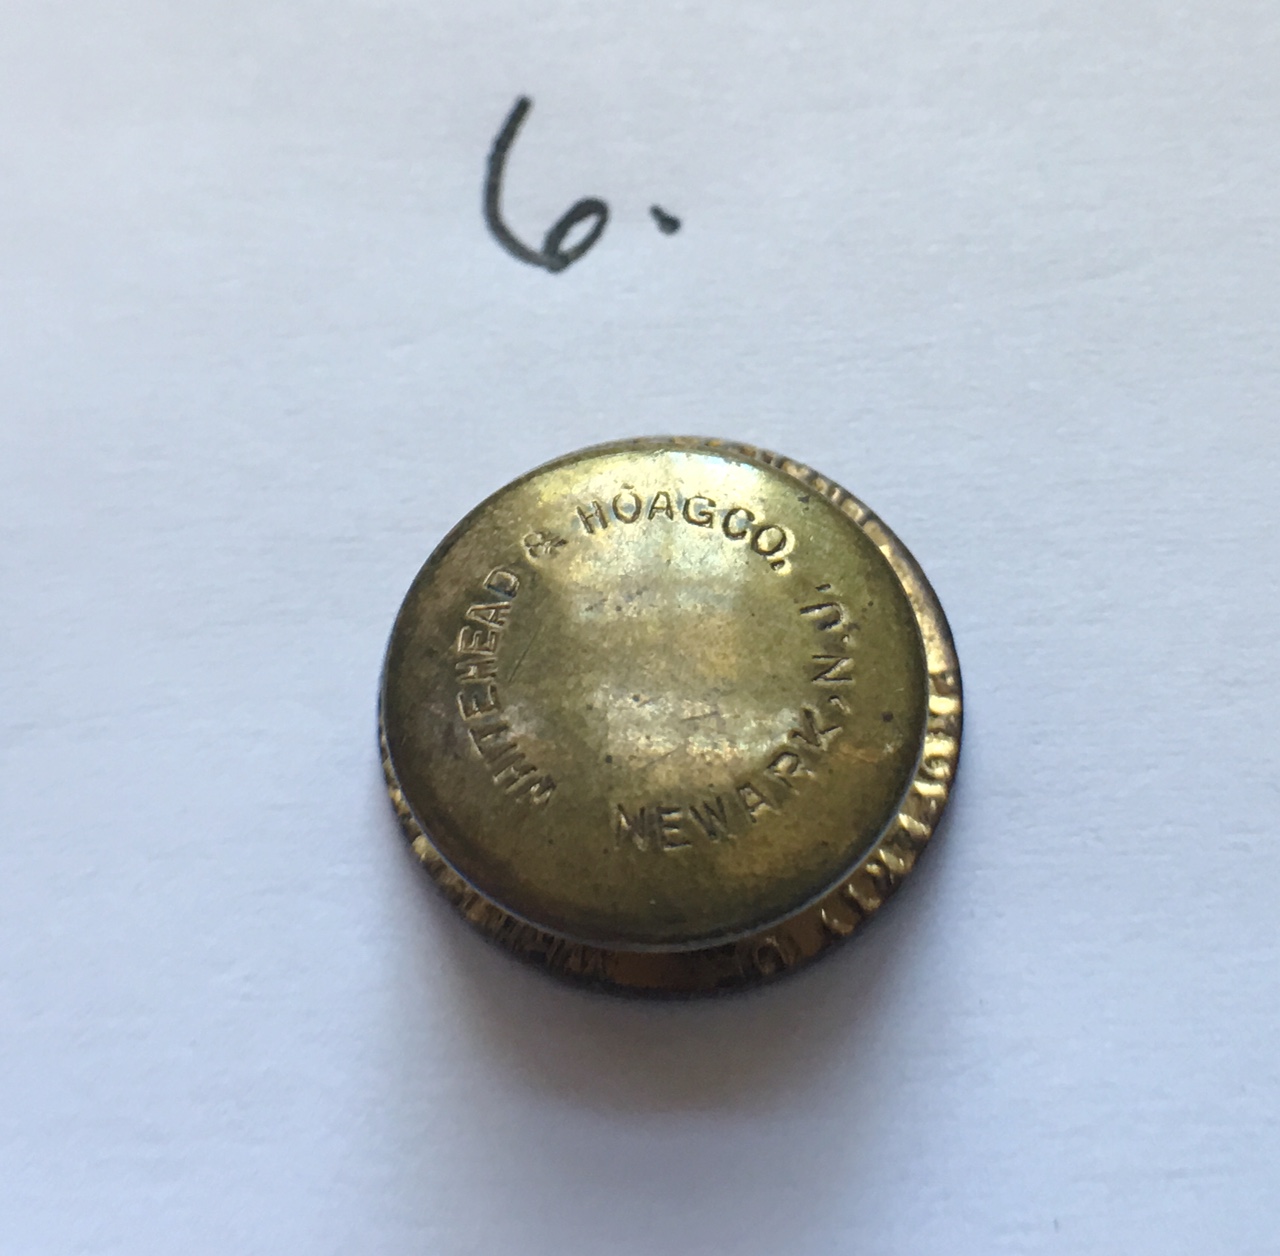 6.
WHITEHEAD & HOAG CO.
NEWARK, N.J.